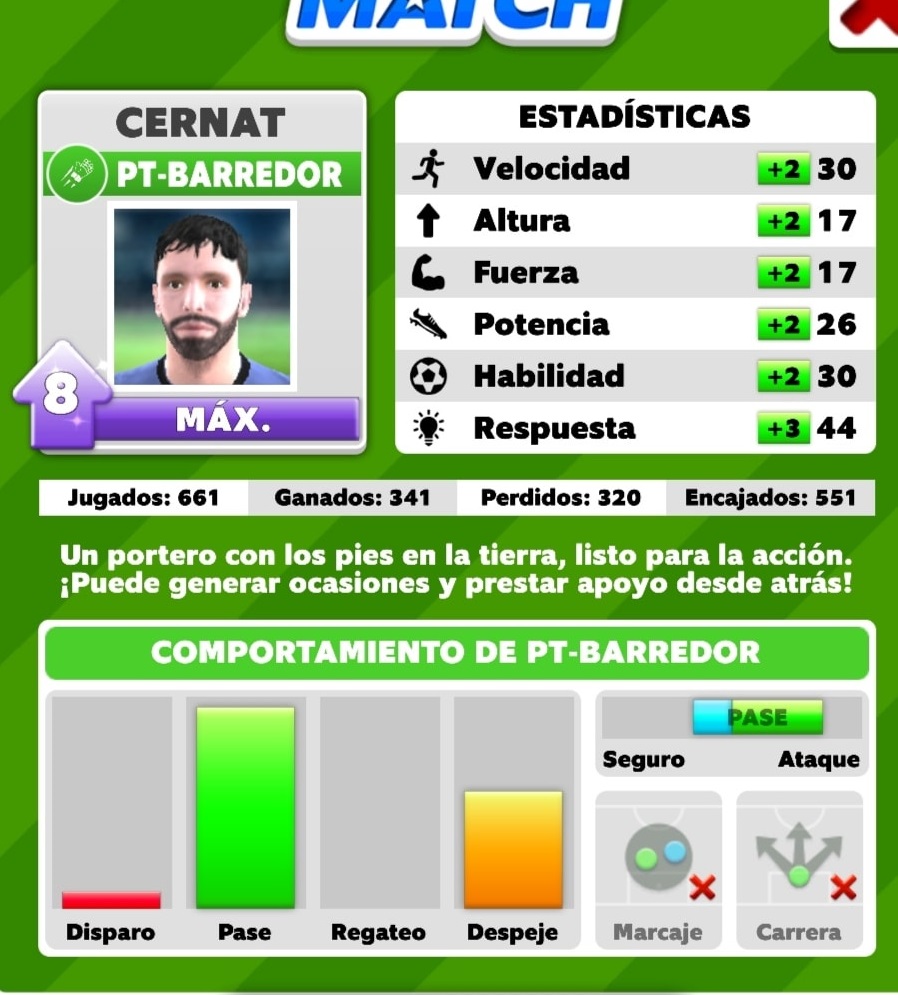 MATCH
CERNAT
PT-BARREDOR
8
MÁX.
ESTADÍSTICAS
Velocidad +2 30
Altura +2 17
Fuerza +2 17
Potencia +2 26
Habilidad +2 30
Respuesta +3 44
Jugados: 661 Ganados: 341 Perdidos: 320 Encajados: 551
Un portero con los pies en la tierra, listo para la acción.
¡Puede generar ocasiones y prestar apoyo desde atrás!
COMPORTAMIENTO DE PT-BARREDOR
Disparo Pase Regateo Despeje
PASE
Seguro Ataque
Marcaje Carrera